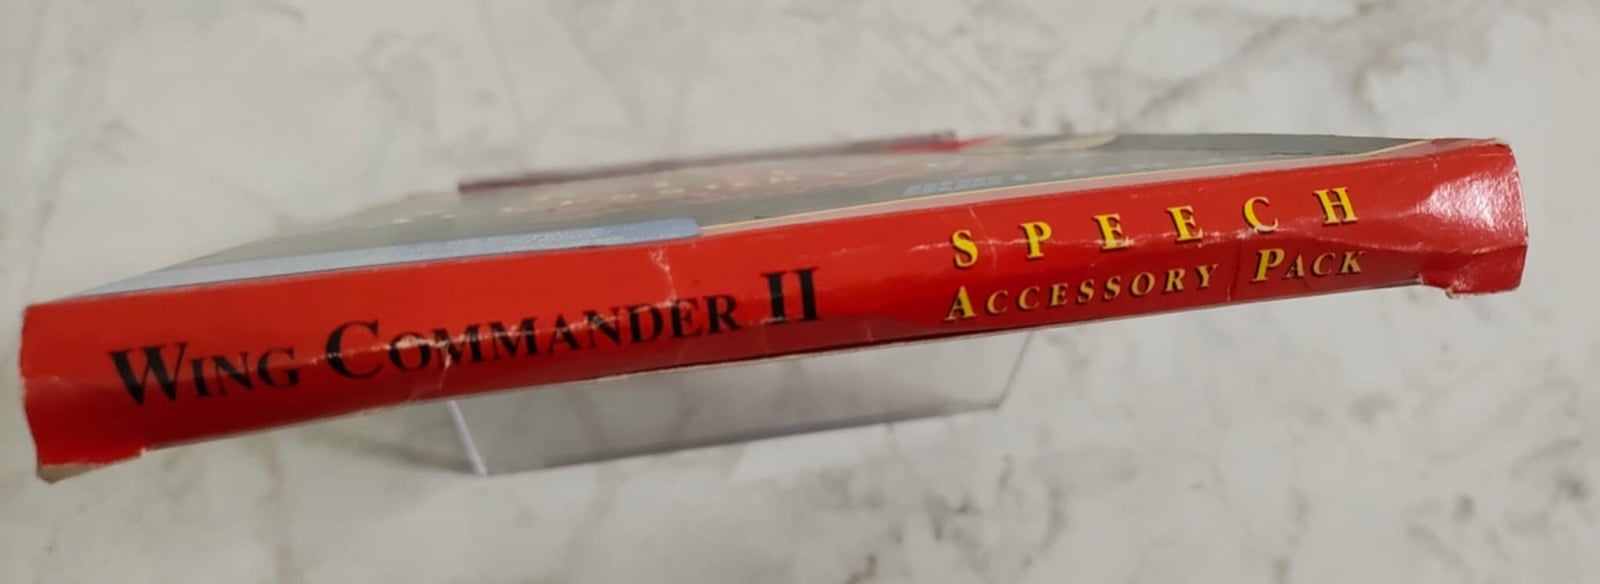 WING COMMANDER II
SPEECH
ACCESSORY PACK